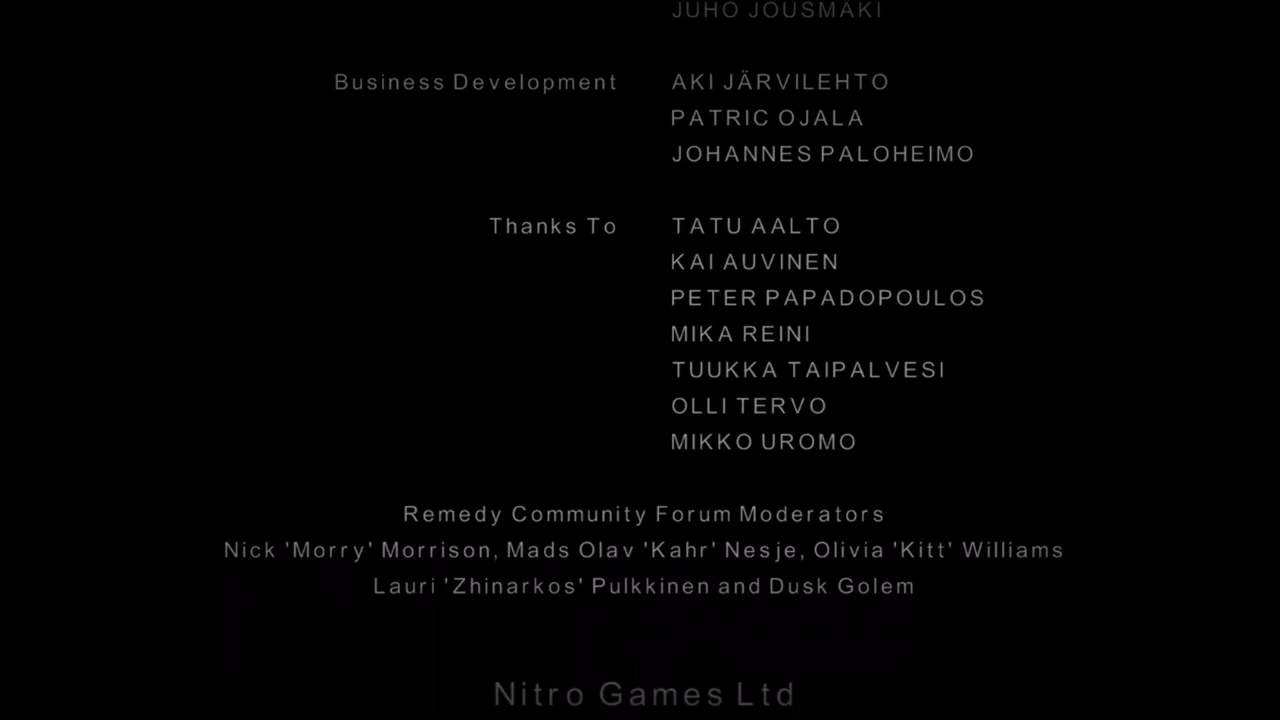 JUHO JOUSMÄKI
Business Development AKI JÄRVILEHTO
PATRIC OJALA
JOHANNES PALOHEIMO
Thanks To TATU AALTO
KAI AUVINEN
PETER PAPADOPOULOS
MIKA REINI
TUUKKA TAIPALVESI
OLLI TERVO
MIKKO UROMO
Remedy Community Forum Moderators
Nick 'Morry' Morrison, Mads Olav 'Kahr' Nesje, Olivia 'Kitt' Williams
Lauri 'Zhinarkos' Pulkkinen and Dusk Golem
Nitro Games Ltd